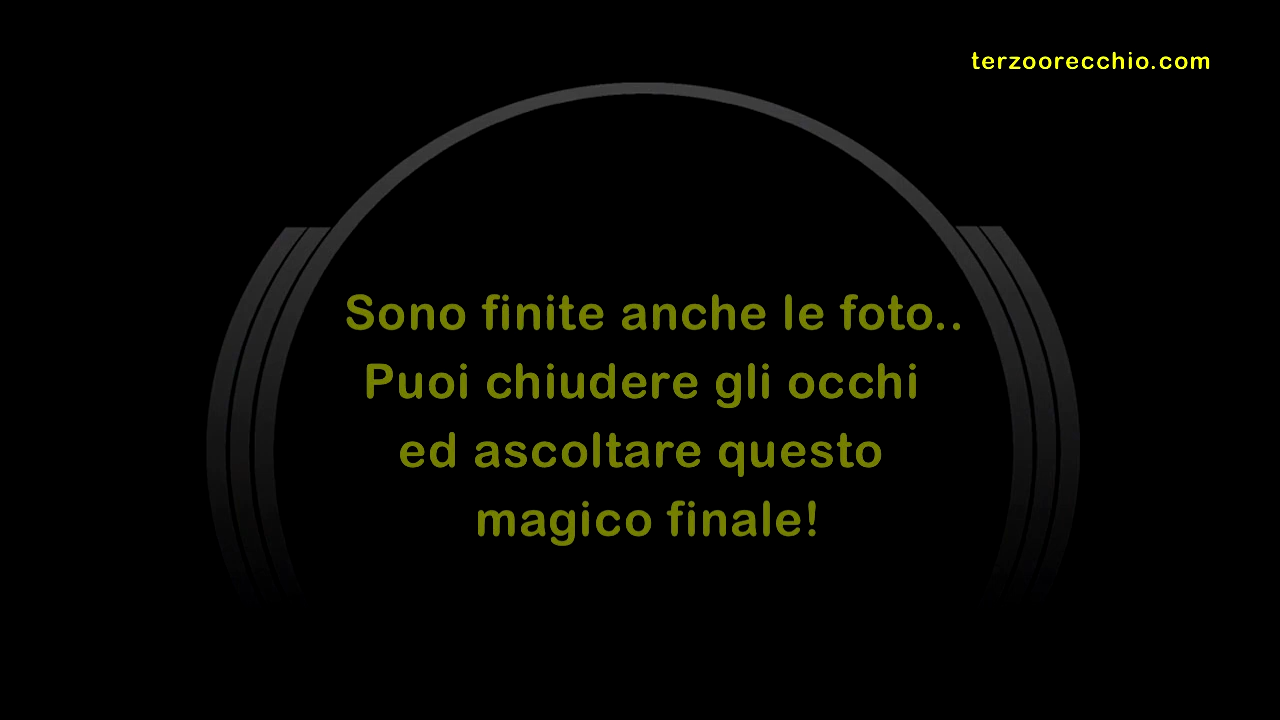 terzoorecchio.com
Sono finite anche le foto..
Puoi chiudere gli occhi
ed ascoltare questo
magico finale!